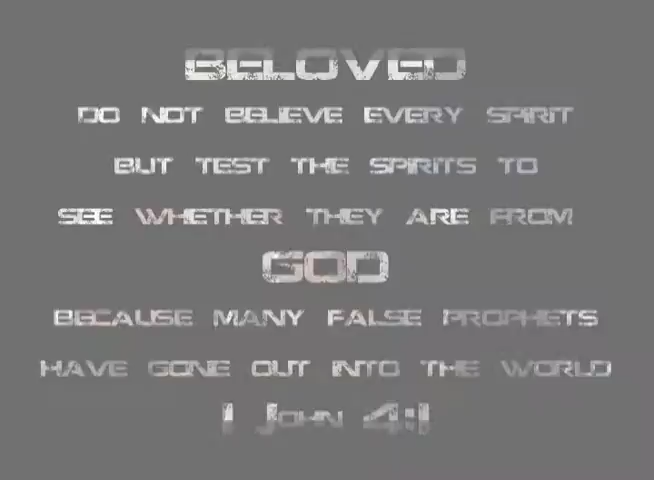 BELOVED
DO NOT BELIEVE EVERY SPIRIT
BUT TEST THE SPIRITS TO
SEE WHETHER THEY ARE FROM
GOD
BECAUSE MANY FALSE PROPHETS
HAVE GONE OUT INTO THE WORLD
1 JOHN 4:1